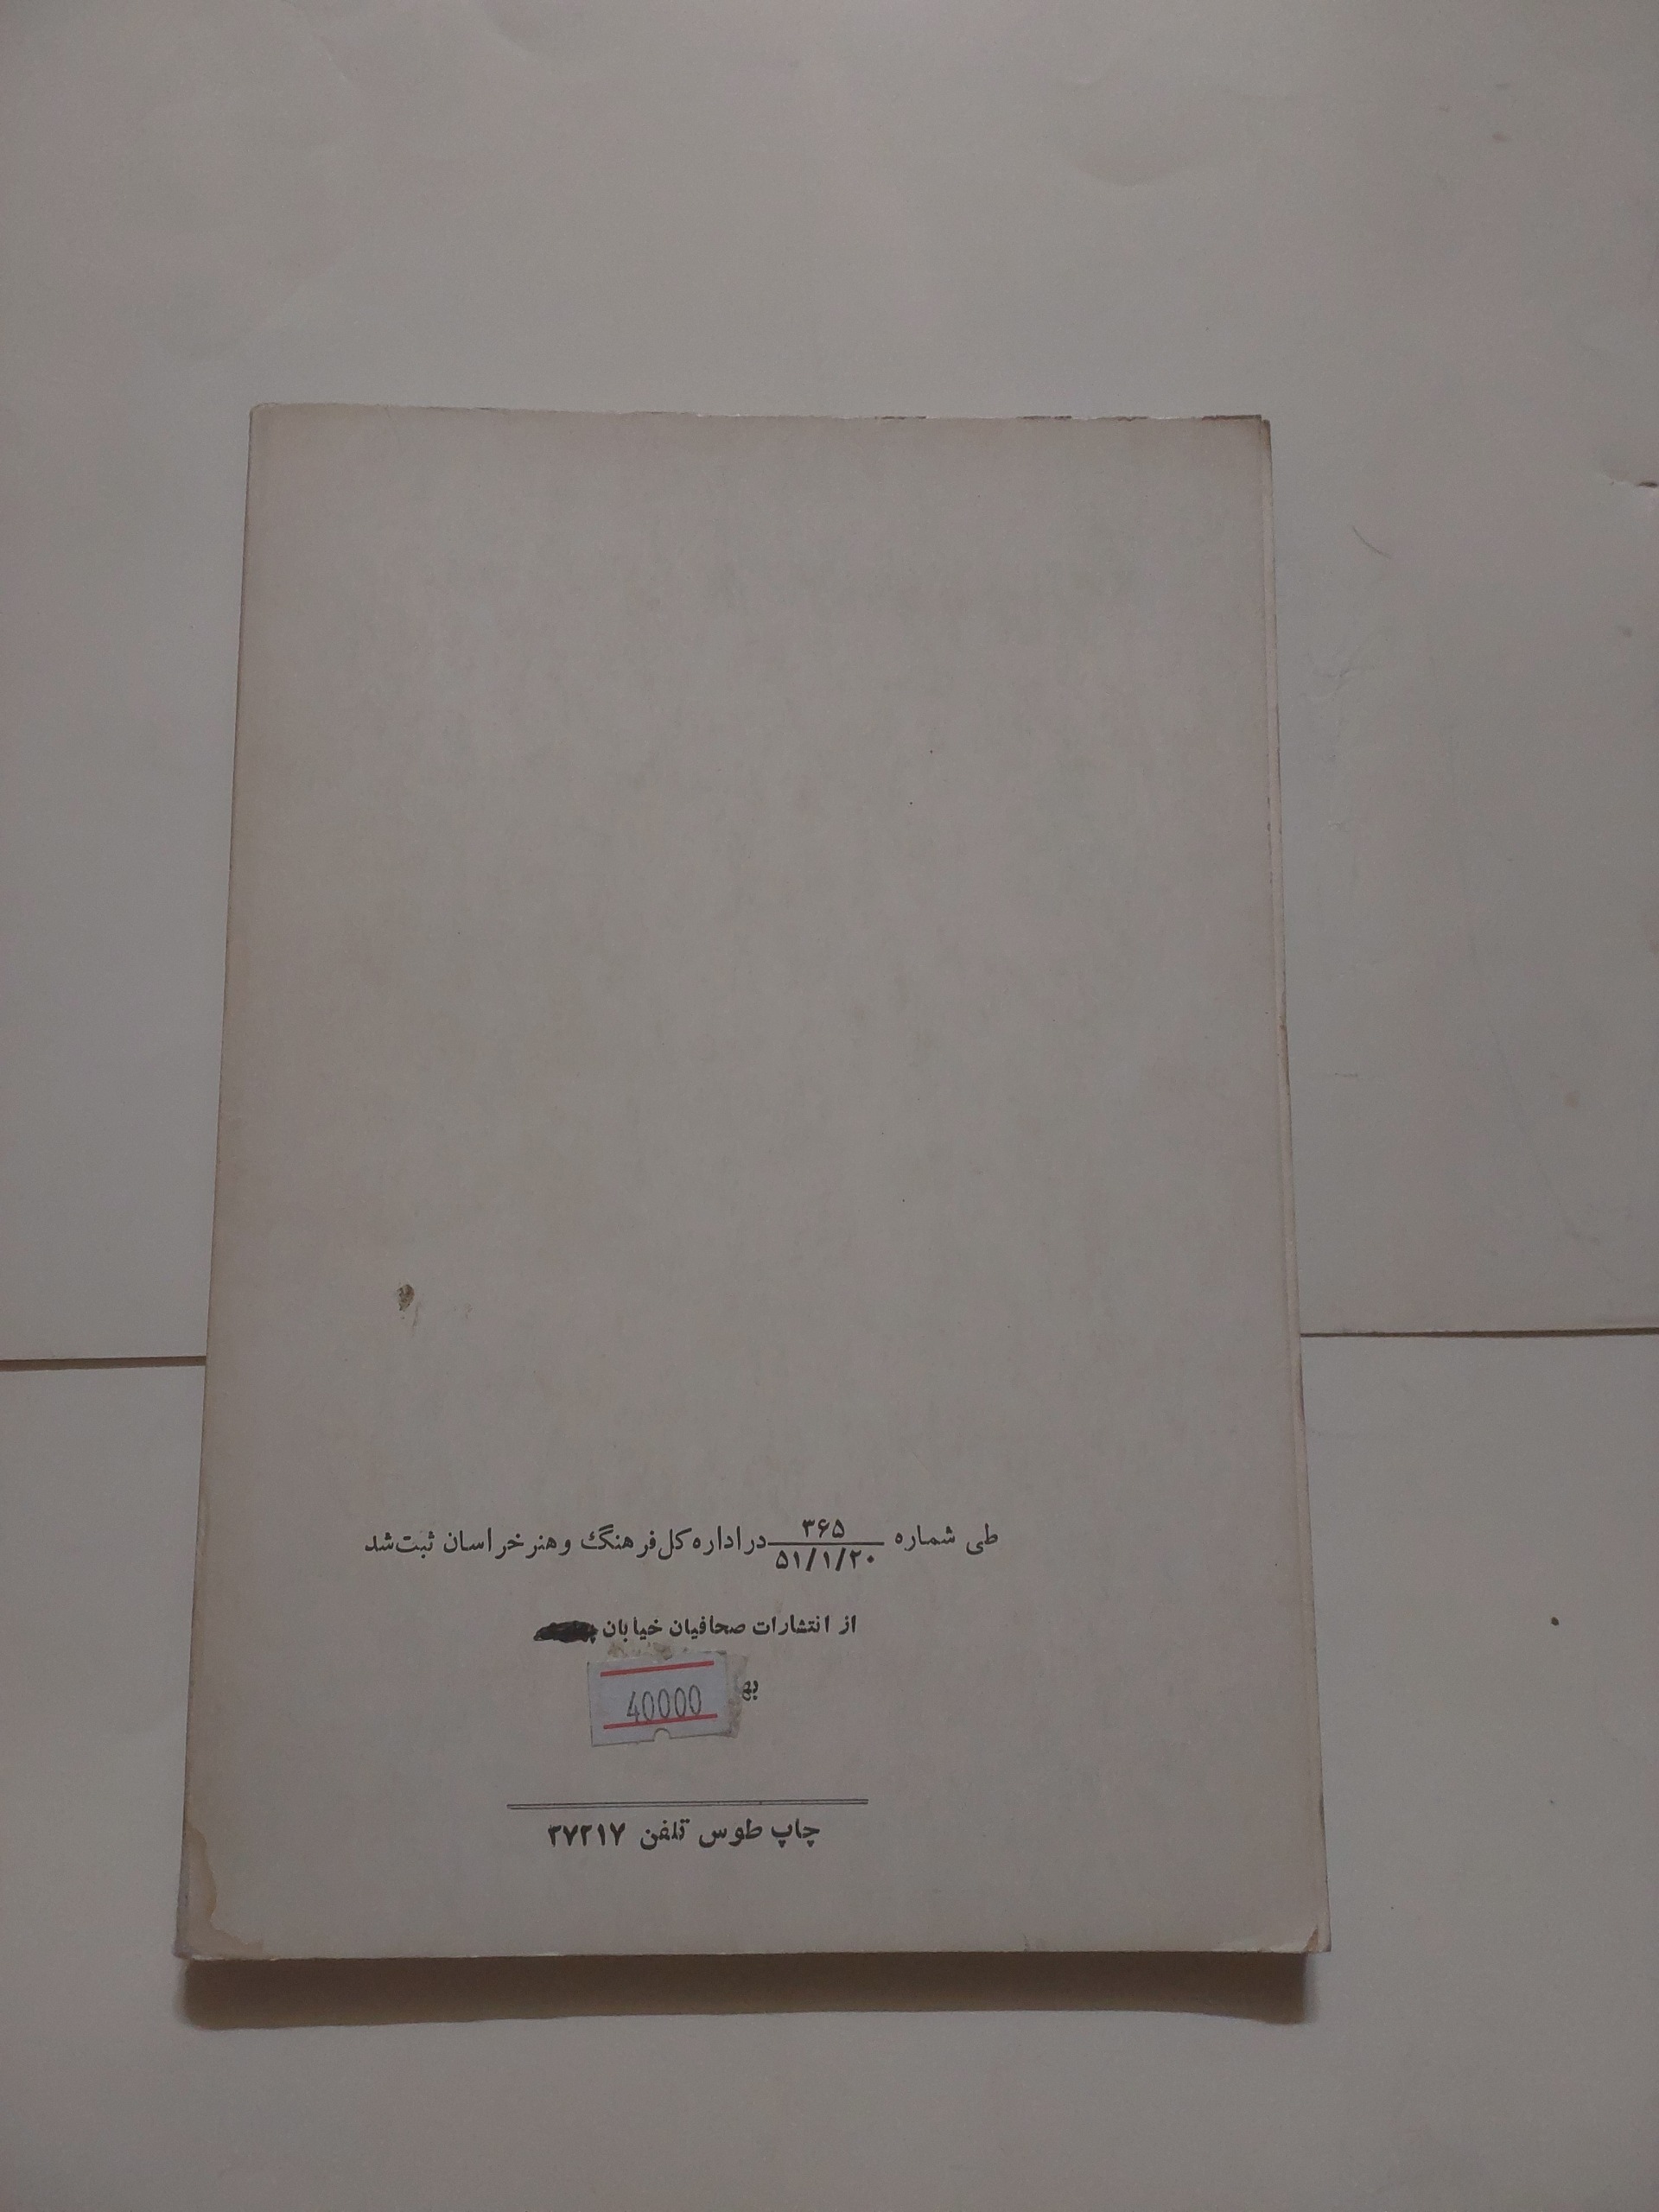 طی شماره ۳۶۵ / ۵۱/۱/۲۰ در اداره کل فرهنگ و هنر خراسان ثبت شد
از انتشارات صحافیان خیابان
40000
چاپ طوس تلفن ۲۷۲۱۷